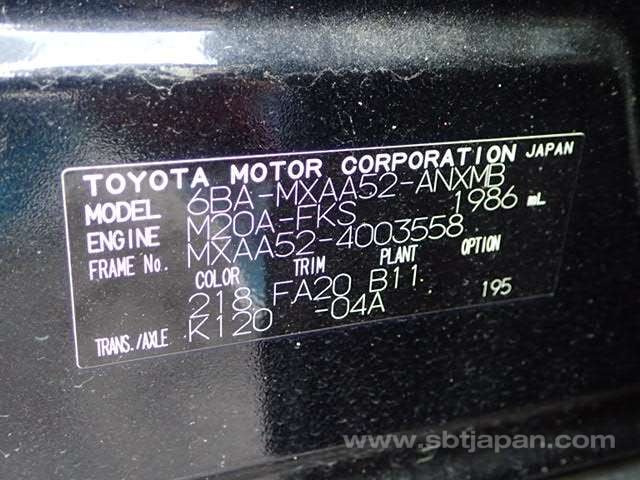 TOYOTA MOTOR CORPORATION JAPAN
MODEL 6BA-MXAA52-ANXMB
ENGINE M20A-FKS 1986 mL
FRAME No. MXAA52-4003558
COLOR TRIM PLANT OPTION
218 FA20 B11 195
TRANS./AXLE K120 -04A
www.sbtjapan.com